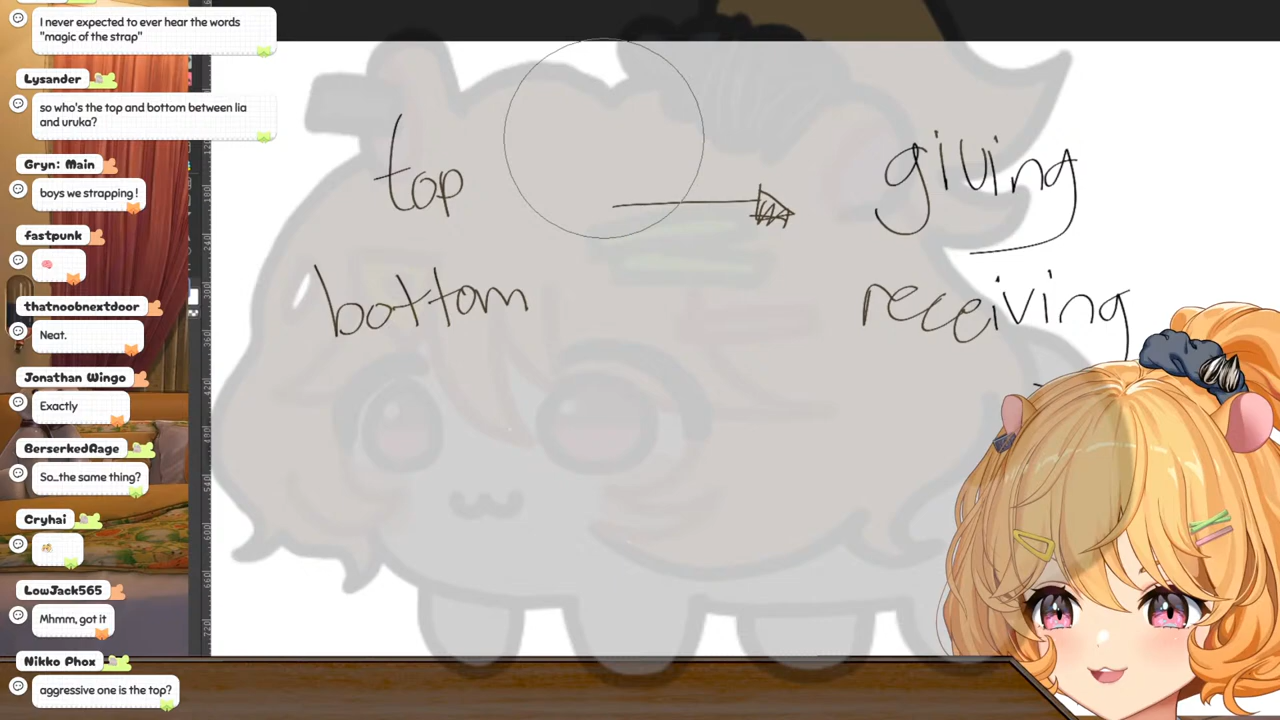 I never expected to ever hear the words
"magic of the strap"
Lysander
so who's the top and bottom between lia
and uruka?
Gryn: Main
boys we strapping !
fastpunk
thatnoobnextdoor
Neat.
Jonathan Wingo
Exactly
BerserkedRage
So...the same thing?
Cryhai
LowJack565
Mhmm, got it
Nikko Phox
aggressive one is the top?
top
giving
bottom
receiving